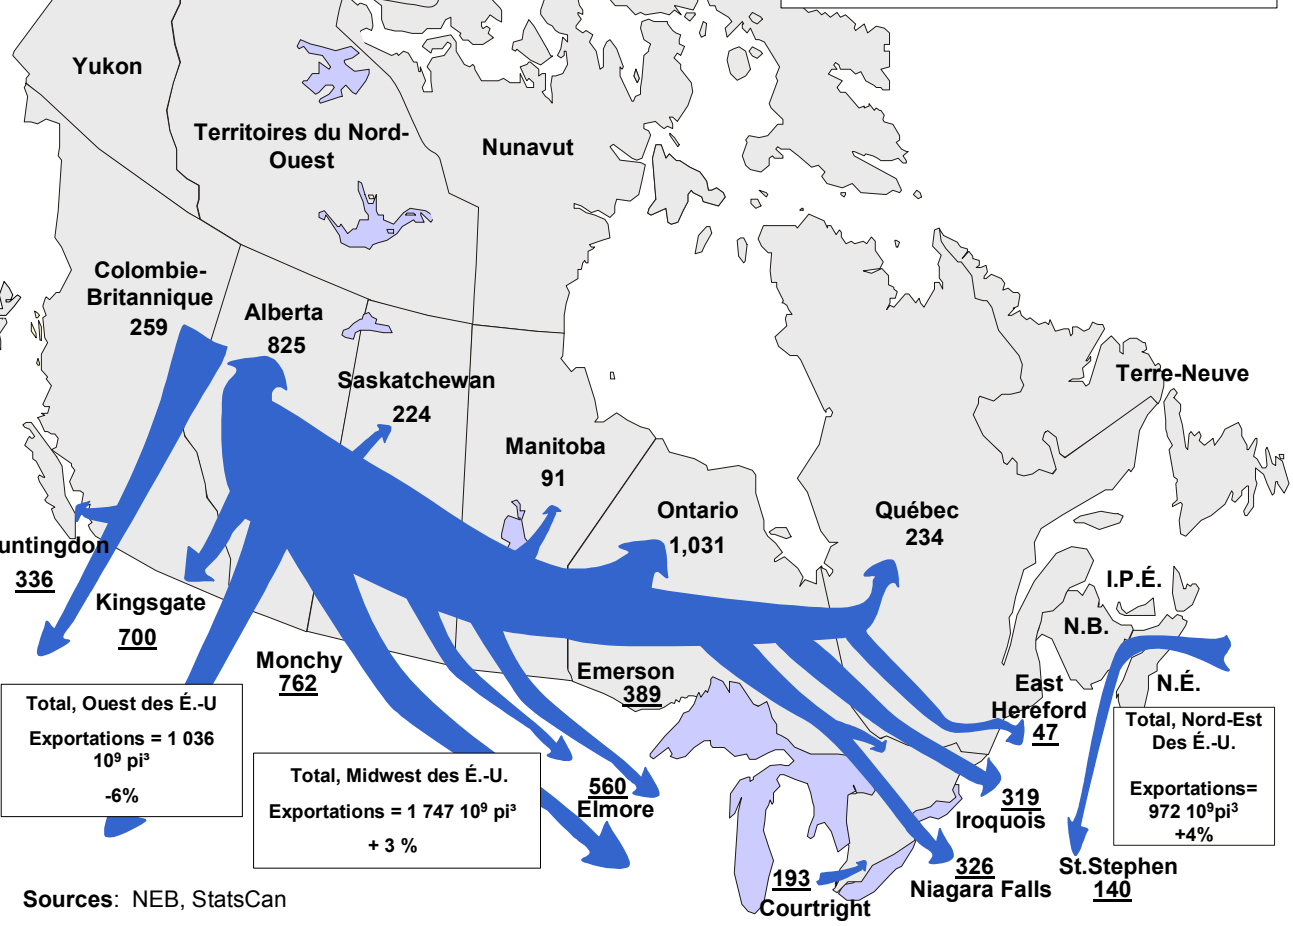 Yukon
Territoires du Nord-
Ouest
Nunavut
Colombie-
Britannique
259
Alberta
825
Saskatchewan
224
Manitoba
91
Ontario
1,031
Québec
234
Terre-Neuve
I.P.É.
N.B.
N.É.
untingdon
336
Kingsgate
700
Monchy
762
Emerson
389
East
Hereford
47
560
Elmore
319
Iroquois
326
Niagara Falls
193
Courtright
St.Stephen
140
Total, Ouest des É.-U
Exportations = 1 036
10⁹ pi³
-6%
Total, Midwest des É.-U.
Exportations = 1 747 10⁹ pi³
+ 3 %
Total, Nord-Est
Des É.-U.
Exportations=
972 10⁹pi³
+4%
Sources: NEB, StatsCan